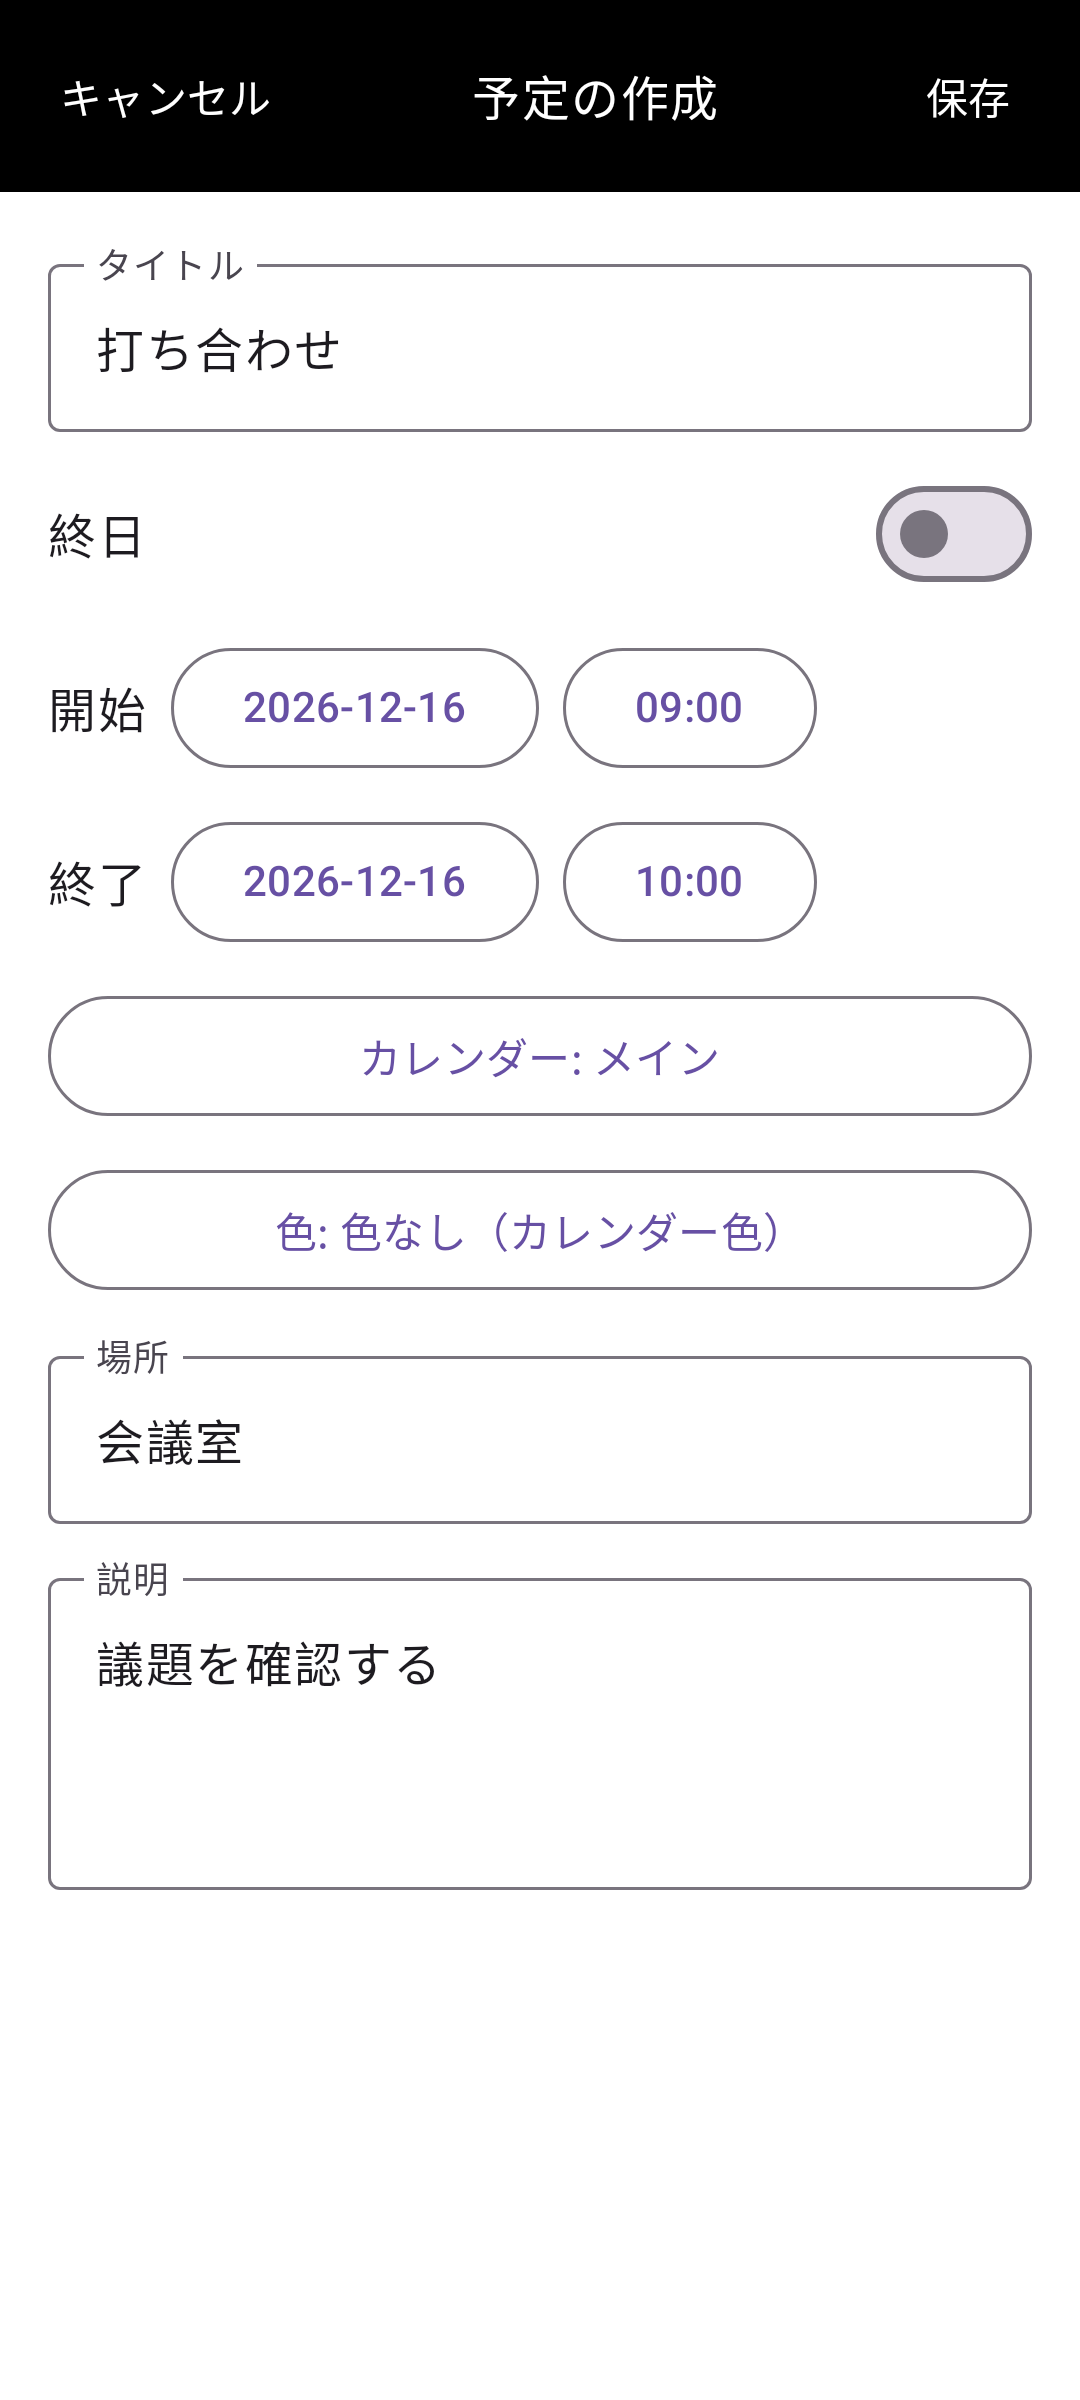 キャンセル 予定の作成 保存
タイトル
打ち合わせ
終日
開始 2026-12-16 09:00
終了 2026-12-16 10:00
カレンダー: メイン
色: 色なし（カレンダー色）
場所
会議室
説明
議題を確認する